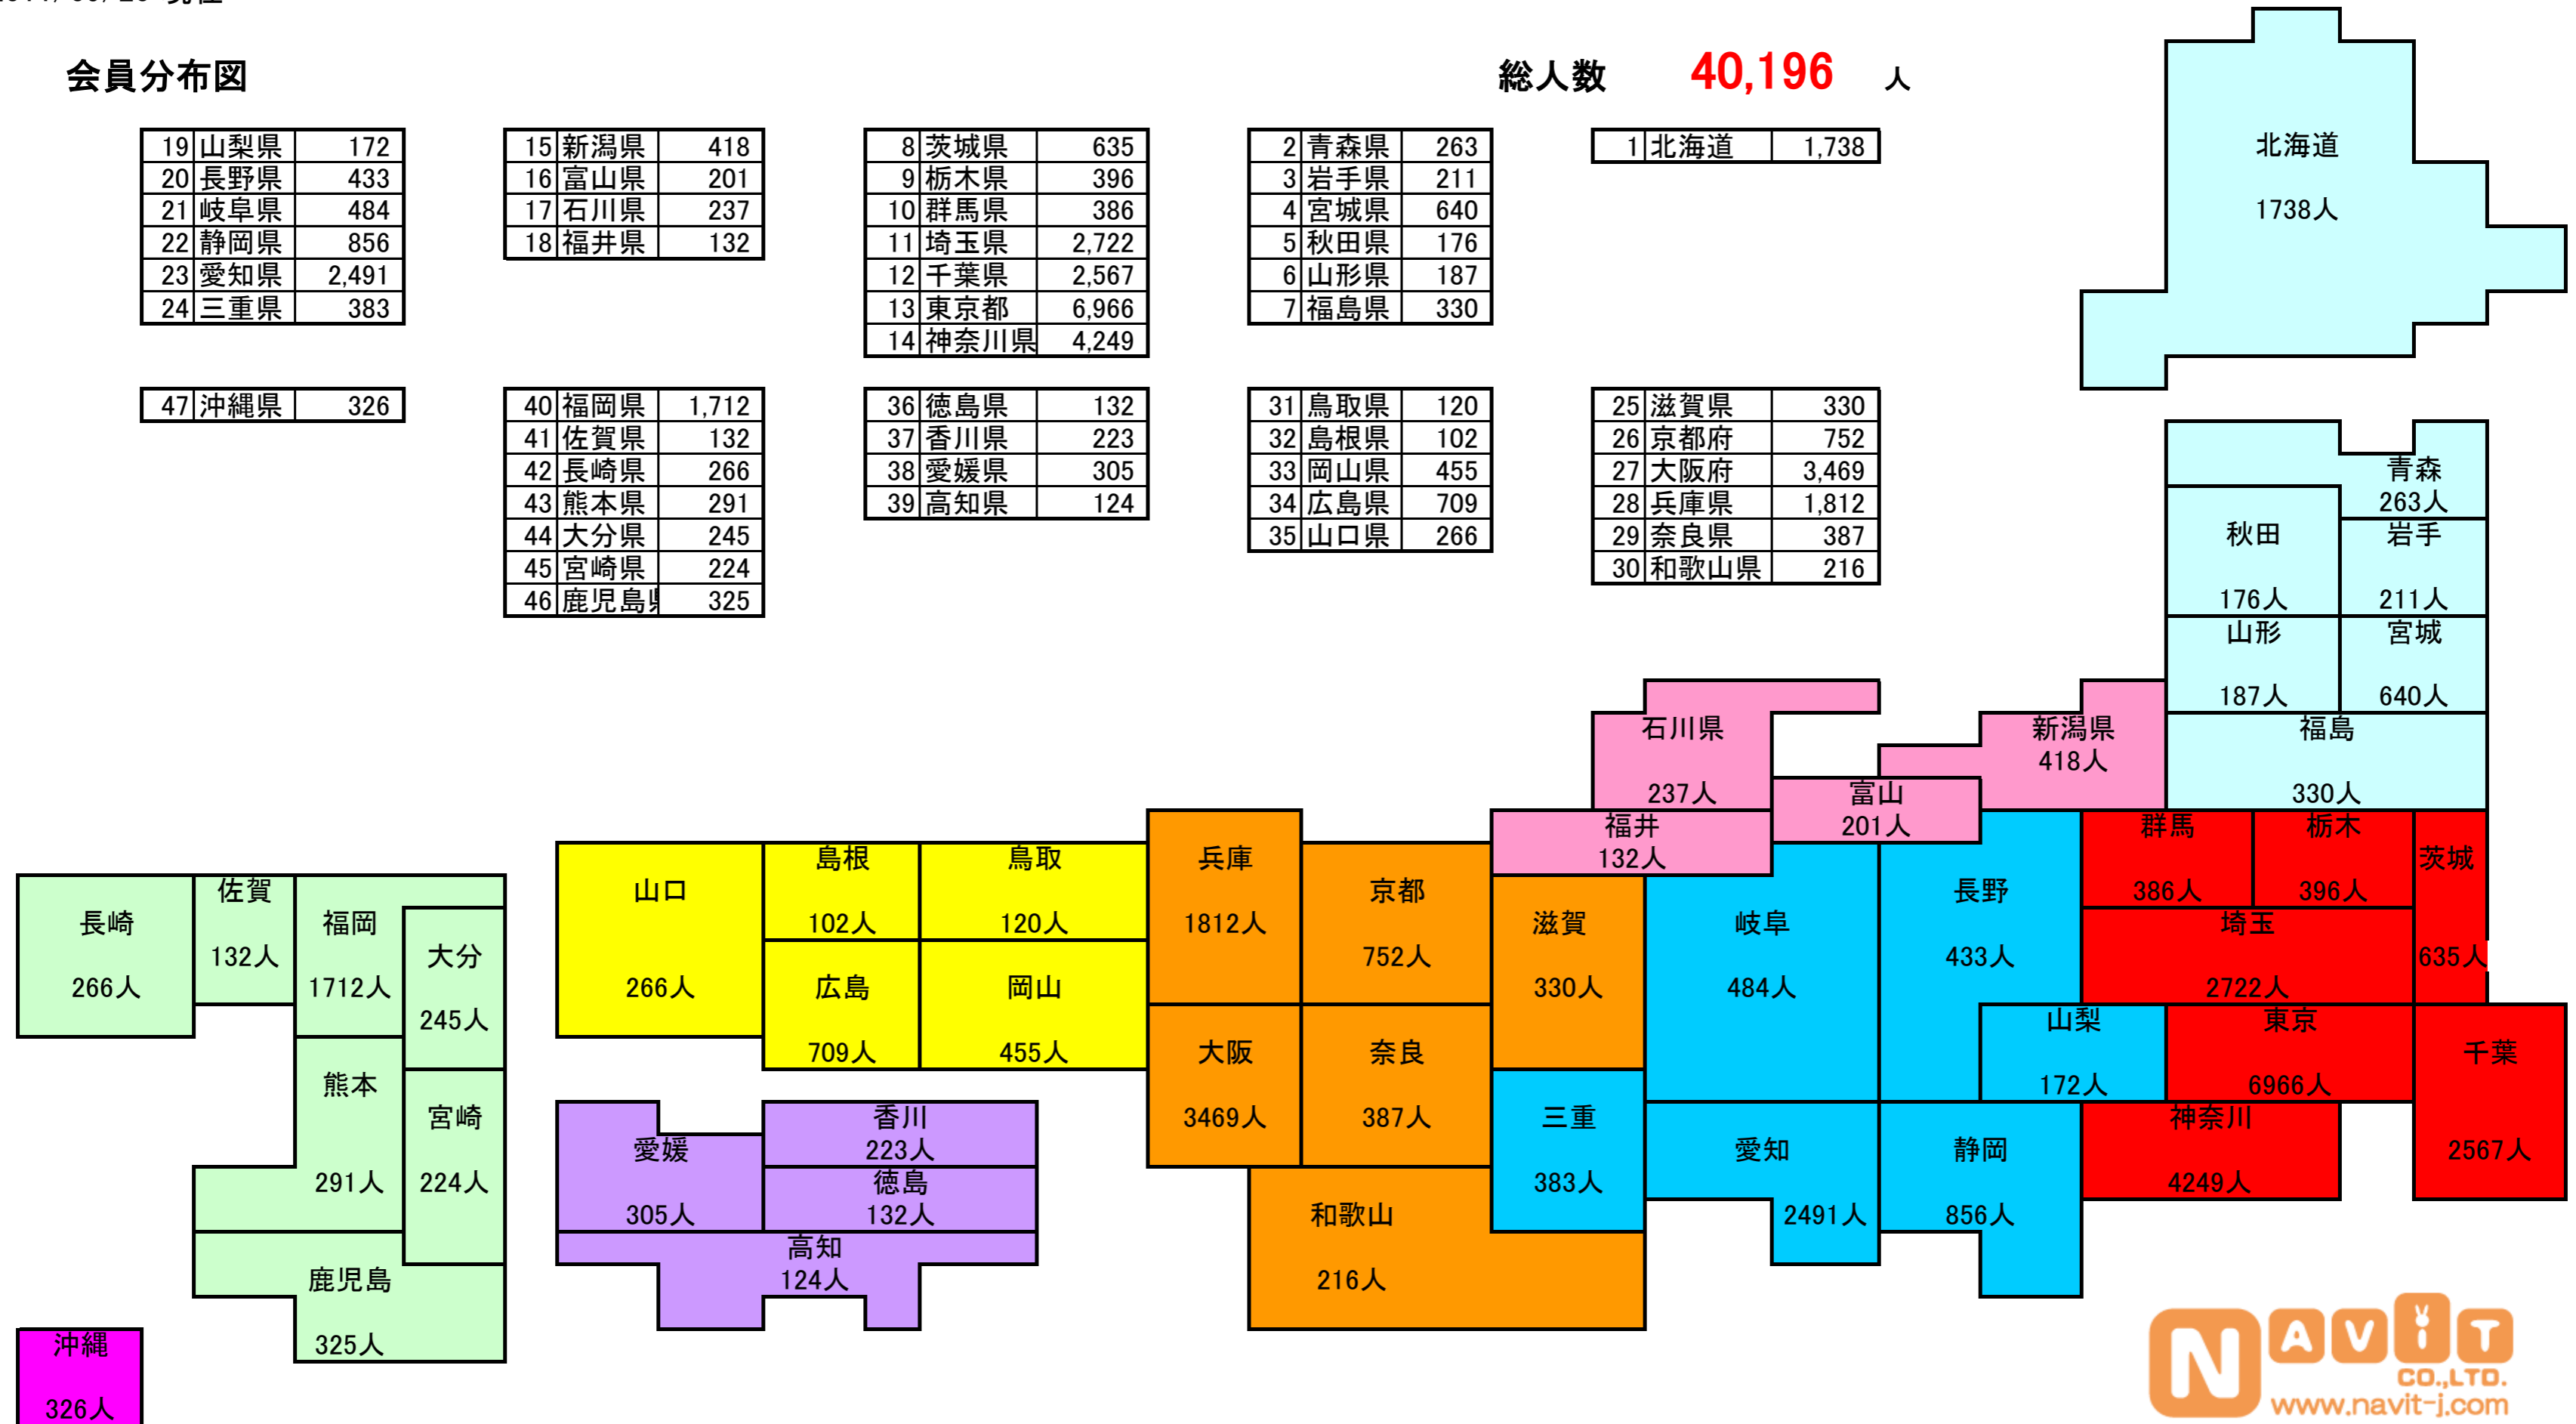 会員分布図
総人数 40,196 人
19 山梨県 172
20 長野県 433
21 岐阜県 484
22 静岡県 856
23 愛知県 2,491
24 三重県 383
15 新潟県 418
16 富山県 201
17 石川県 237
18 福井県 132
8 茨城県 635
9 栃木県 396
10 群馬県 386
11 埼玉県 2,722
12 千葉県 2,567
13 東京都 6,966
14 神奈川県 4,249
2 青森県 263
3 岩手県 211
4 宮城県 640
5 秋田県 176
6 山形県 187
7 福島県 330
1 北海道 1,738
47 沖縄県 326
40 福岡県 1,712
41 佐賀県 132
42 長崎県 266
43 熊本県 291
44 大分県 245
45 宮崎県 224
46 鹿児島 325
36 徳島県 132
37 香川県 223
38 愛媛県 305
39 高知県 124
31 鳥取県 120
32 島根県 102
33 岡山県 455
34 広島県 709
35 山口県 266
25 滋賀県 330
26 京都府 752
27 大阪府 3,469
28 兵庫県 1,812
29 奈良県 387
30 和歌山県 216
北海道
1738人
青森
263人
秋田
176人
岩手
211人
山形
187人
宮城
640人
福島
330人
石川県
237人
新潟県
418人
富山
201人
福井
132人
群馬
386人
栃木
396人
茨城
635人
埼玉
2722人
東京
6966人
千葉
2567人
神奈川
4249人
長野
433人
山梨
172人
岐阜
484人
愛知
2491人
静岡
856人
三重
383人
滋賀
330人
京都
752人
兵庫
1812人
大阪
3469人
奈良
387人
和歌山
216人
鳥取
120人
島根
102人
岡山
455人
広島
709人
山口
266人
香川
223人
徳島
132人
愛媛
305人
高知
124人
福岡
1712人
佐賀
132人
長崎
266人
大分
245人
熊本
291人
宮崎
224人
鹿児島
325人
沖縄
326人
NAViT
CO.,LTD.
www.navit-j.com